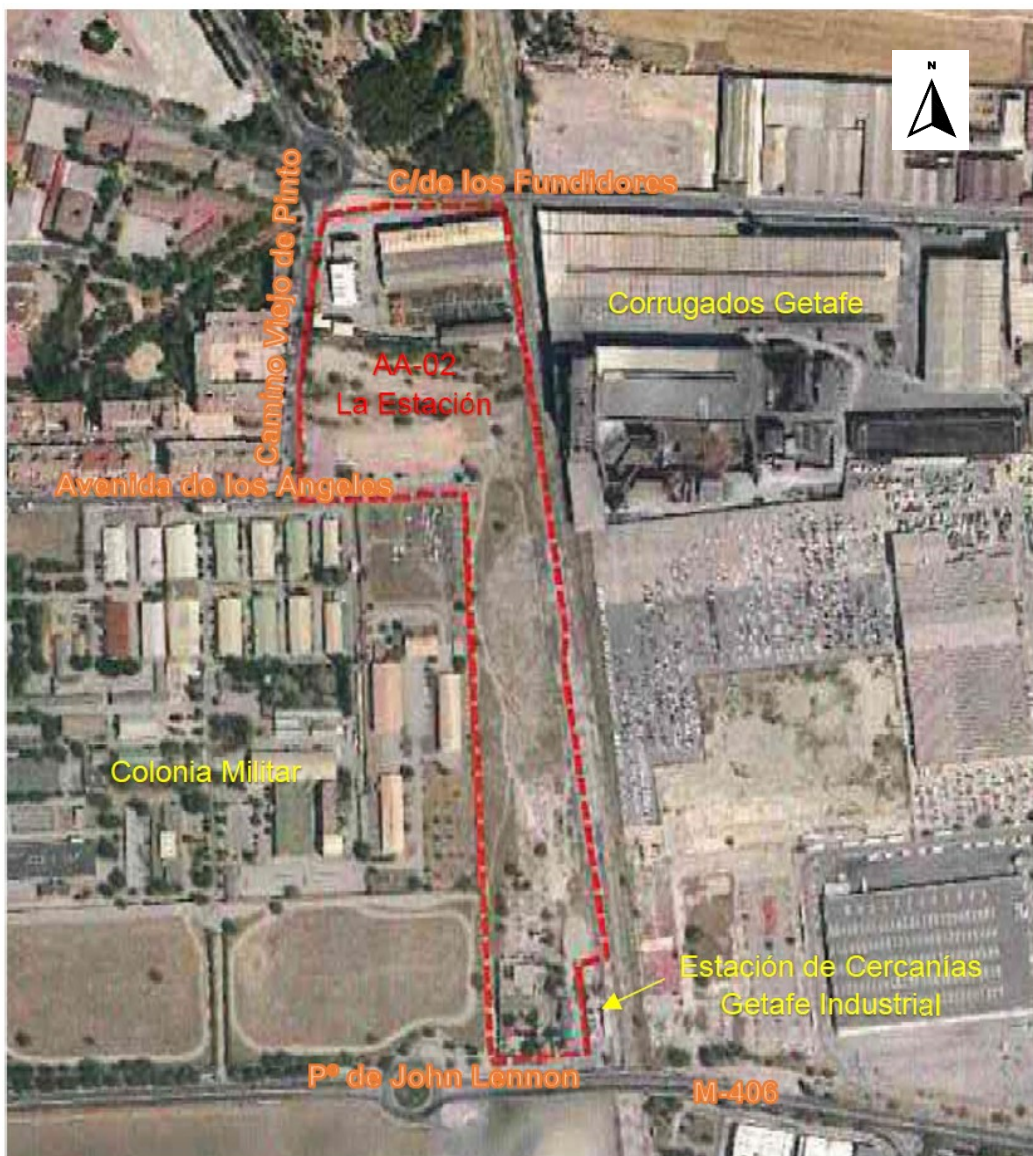 N
C/de los Fundidores
Camino Viejo de Pinto
Corrugados Getafe
AA-02
La Estación
Avenida de los Ángeles
Colonia Militar
Estación de Cercanías
Getafe Industrial
Pº de John Lennon
M-406